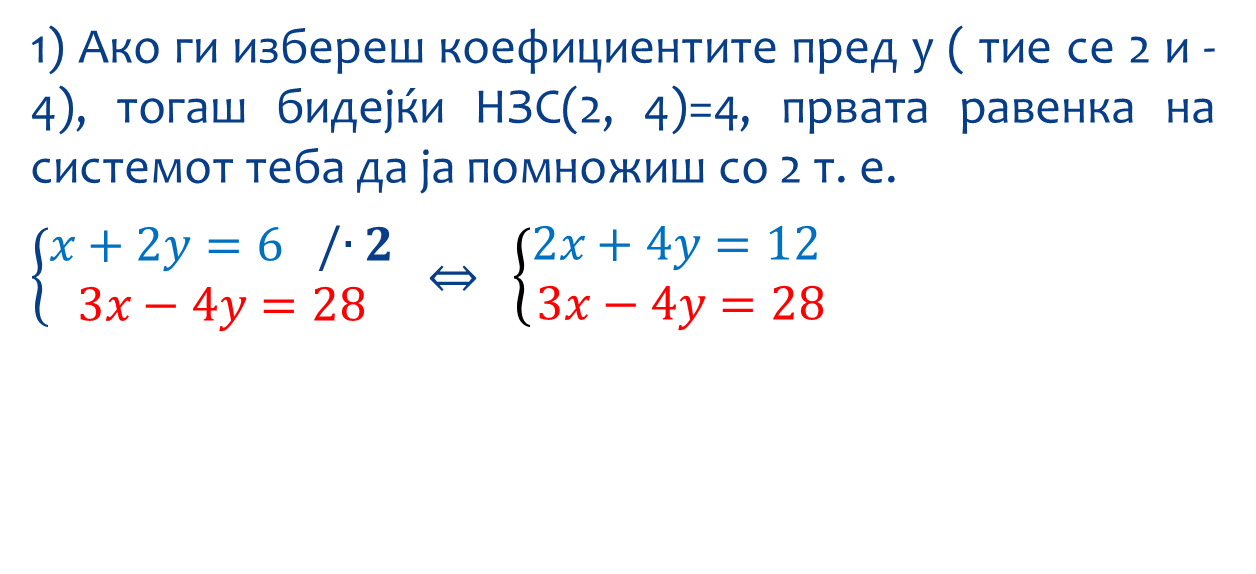 1) Ако ги избереш коефициентите пред у ( тие се 2 и -
4), тогаш бидејќи НЗС(2, 4)=4, првата равенка на
системот теба да ја помножиш со 2 т. е.
{x + 2y = 6 /· 2 ⇔ {2x + 4y = 12
3x − 4y = 28 3x − 4y = 28